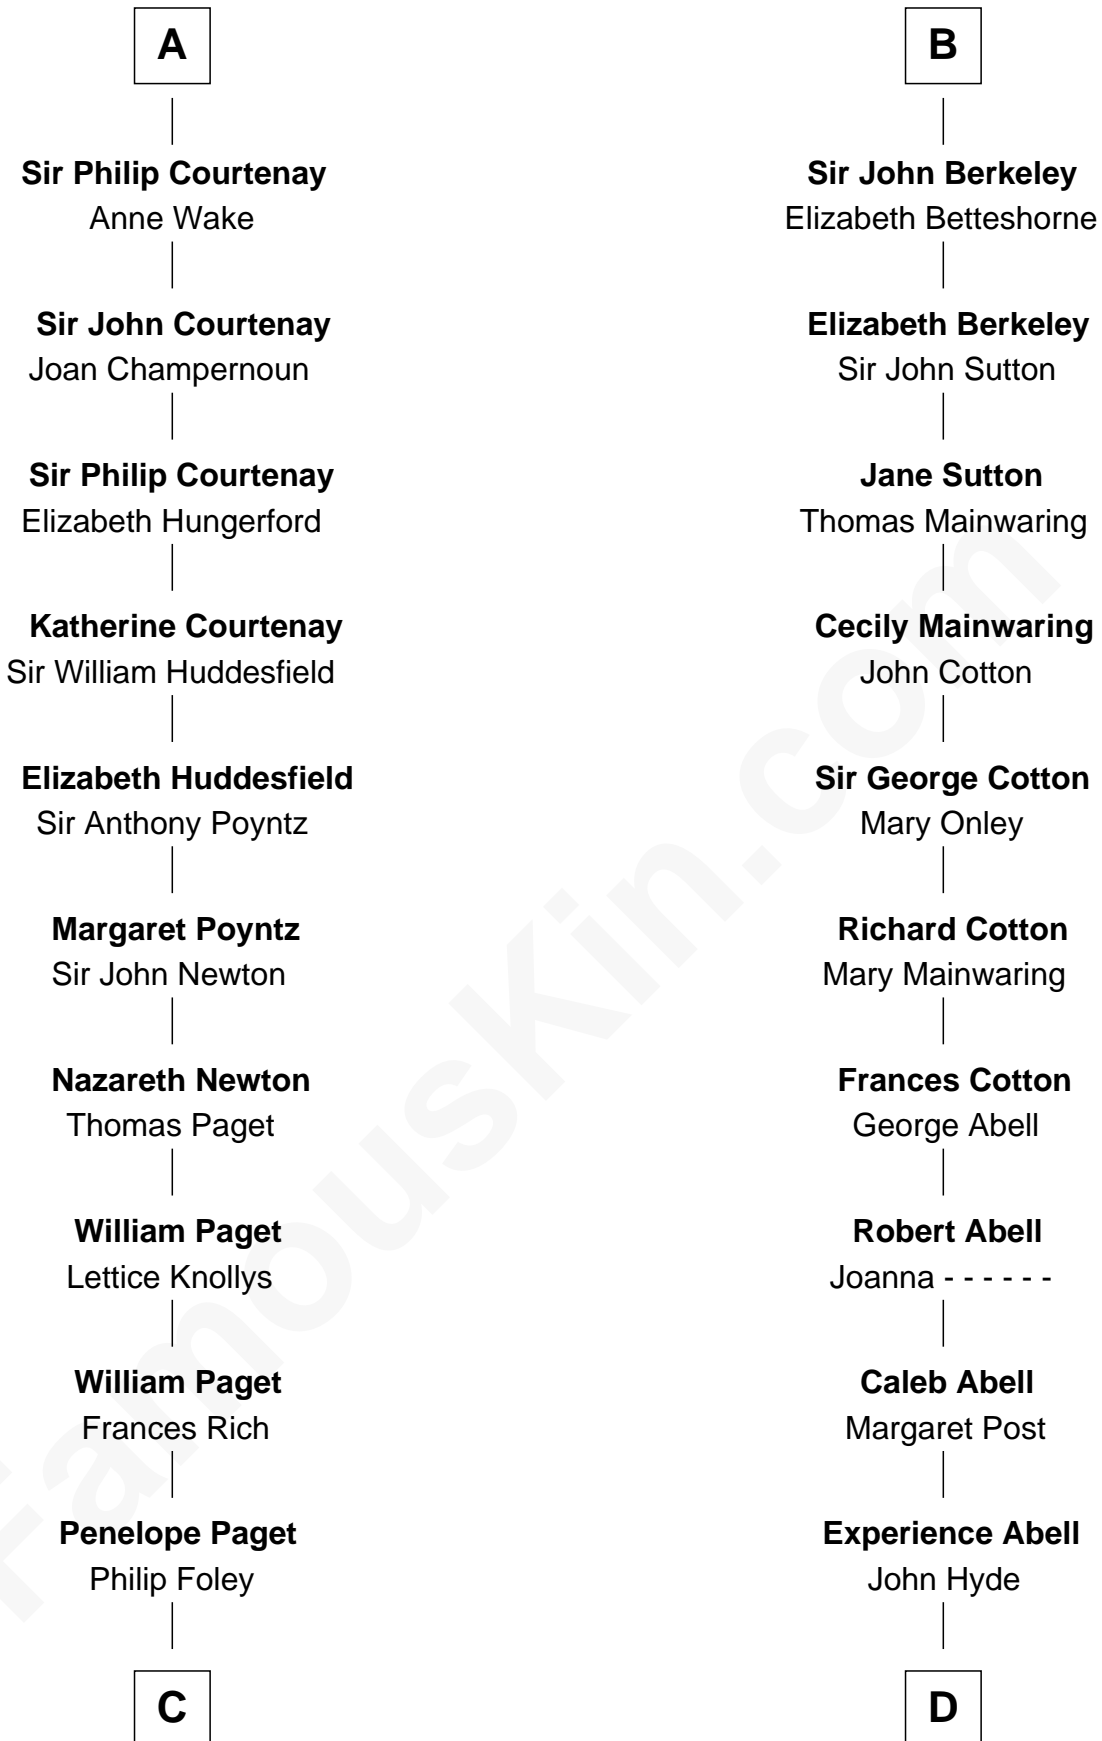 A
Sir Philip Courtenay
Anne Wake
Sir John Courtenay
Joan Champernoun
Sir Philip Courtenay
Elizabeth Hungerford
Katherine Courtenay
Sir William Huddesfield
Elizabeth Huddesfield
Sir Anthony Poyntz
Margaret Poyntz
Sir John Newton
Nazareth Newton
Thomas Paget
William Paget
Lettice Knollys
William Paget
Frances Rich
Penelope Paget
Philip Foley
C
B
Sir John Berkeley
Elizabeth Betteshorne
Elizabeth Berkeley
Sir John Sutton
Jane Sutton
Thomas Mainwaring
Cecily Mainwaring
John Cotton
Sir George Cotton
Mary Onley
Richard Cotton
Mary Mainwaring
Frances Cotton
George Abell
Robert Abell
Joanna - - - - - -
Caleb Abell
Margaret Post
Experience Abell
John Hyde
D
FamousKin.com